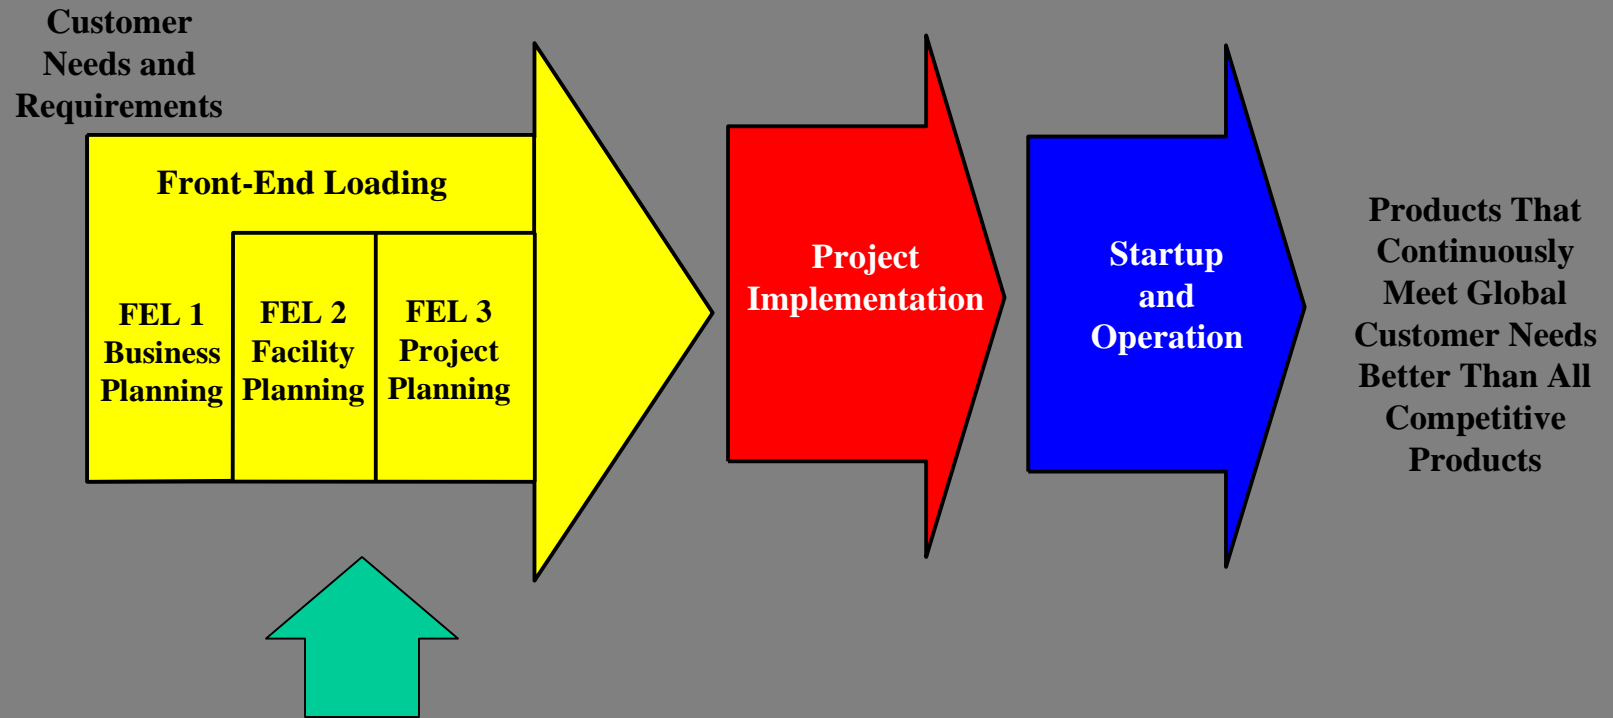 Customer
Needs and
Requirements
Front-End Loading
FEL 1
Business
Planning
FEL 2
Facility
Planning
FEL 3
Project
Planning
Project
Implementation
Startup
and
Operation
Products That
Continuously
Meet Global
Customer Needs
Better Than All
Competitive
Products